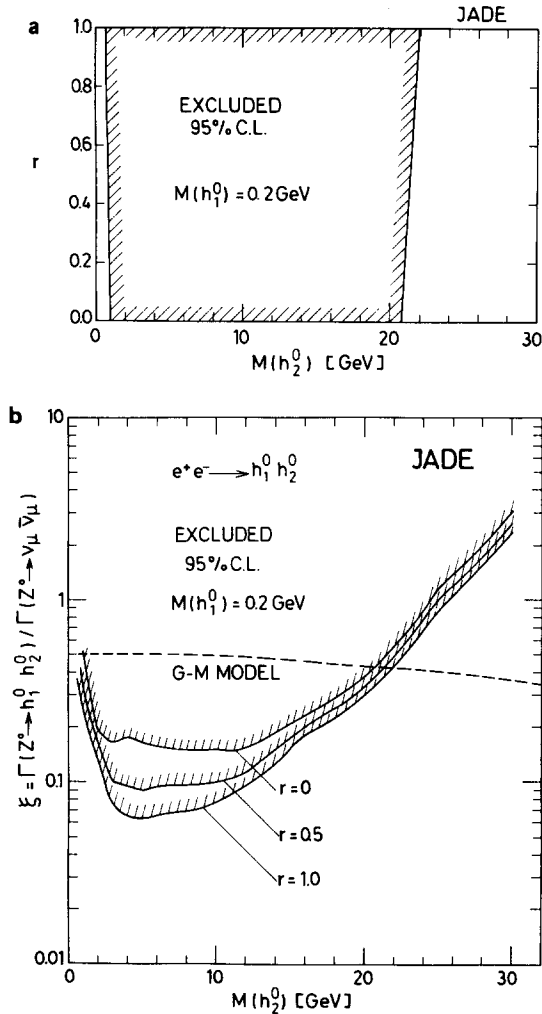 a
JADE
1.0
0.8
0.6
0.4
0.2
0.0
r
EXCLUDED
95% C.L.
M(h₁⁰) = 0.2 GeV
0 10 20 30
M(h₂⁰) [GeV]
b
JADE
10
1
0.1
0.01
ξ = Γ(Z⁰→h₁⁰ h₂⁰) / Γ(Z⁰→ν_μ ν̄_μ)
e⁺e⁻ ⟶ h₁⁰ h₂⁰
EXCLUDED
95% C.L.
M(h₁⁰) = 0.2 GeV
G-M MODEL
r = 0
r = 0.5
r = 1.0
0 10 20 30
M(h₂⁰) [GeV]